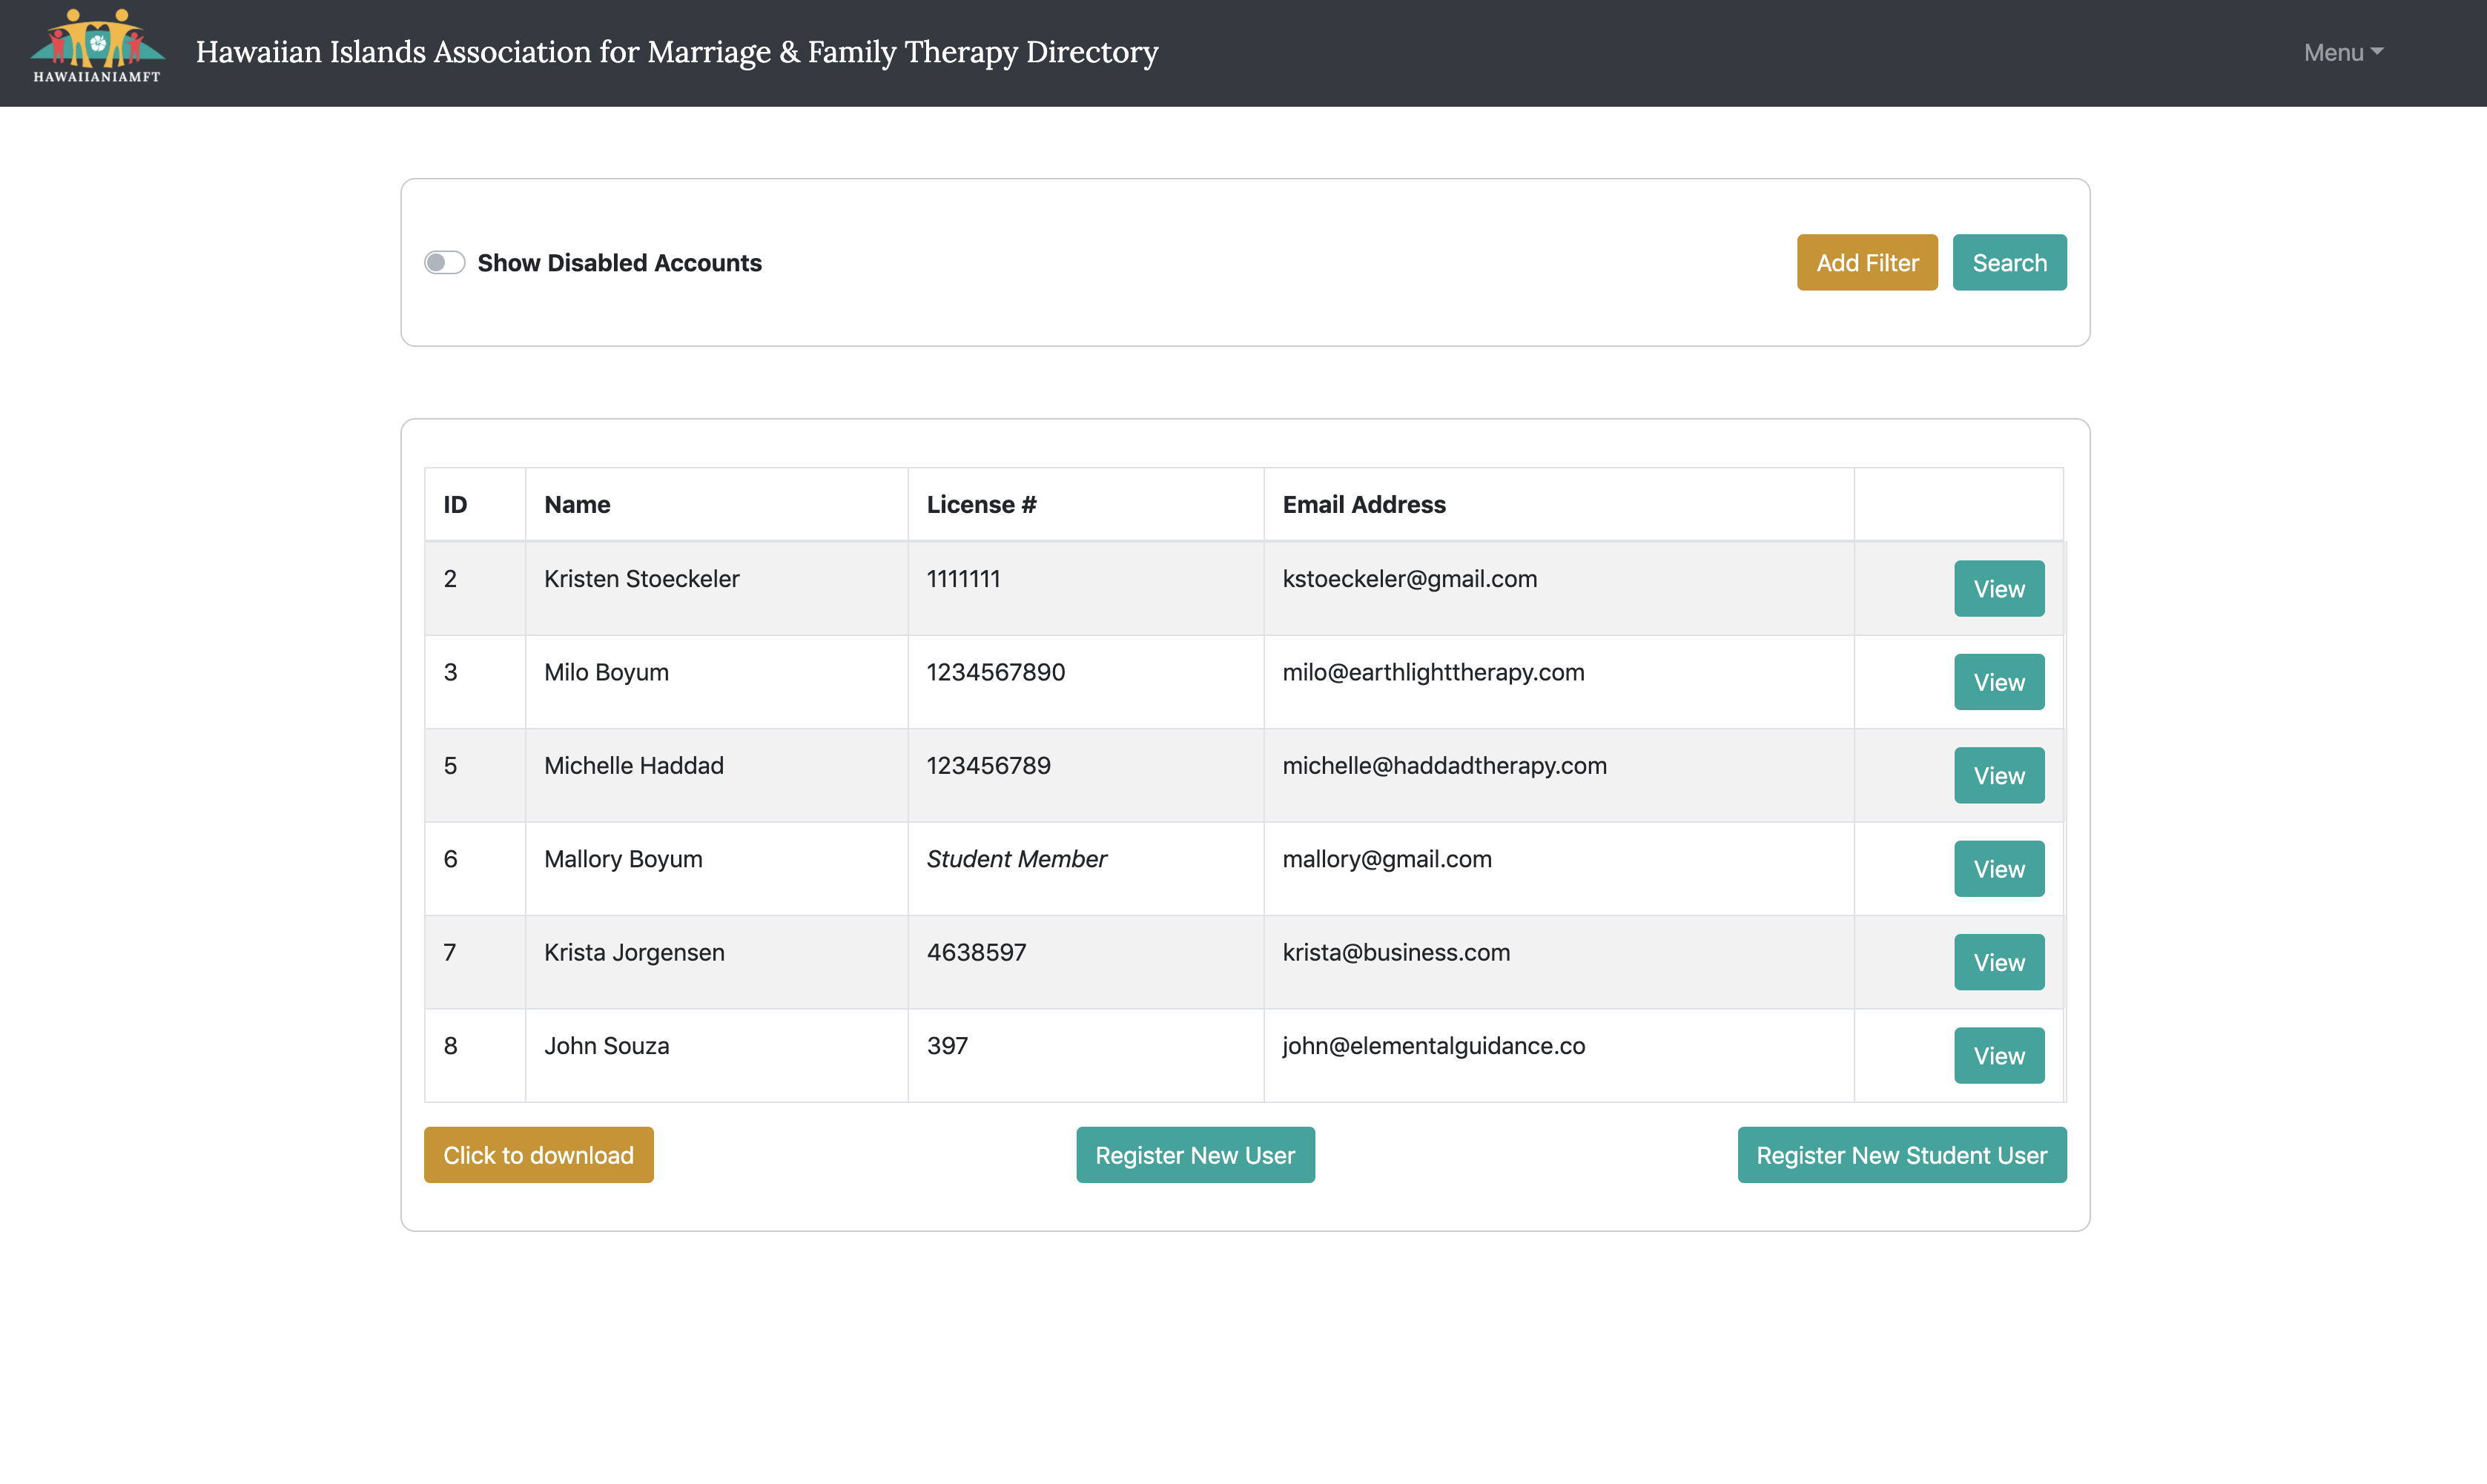 HAWAIIANIAMFT
Hawaiian Islands Association for Marriage & Family Therapy Directory
Menu
Show Disabled Accounts
Add Filter
Search
ID Name License # Email Address
2 Kristen Stoeckeler 1111111 kstoeckeler@gmail.com View
3 Milo Boyum 1234567890 milo@earthlighttherapy.com View
5 Michelle Haddad 123456789 michelle@haddadtherapy.com View
6 Mallory Boyum Student Member mallory@gmail.com View
7 Krista Jorgensen 4638597 krista@business.com View
8 John Souza 397 john@elementalguidance.co View
Click to download
Register New User
Register New Student User